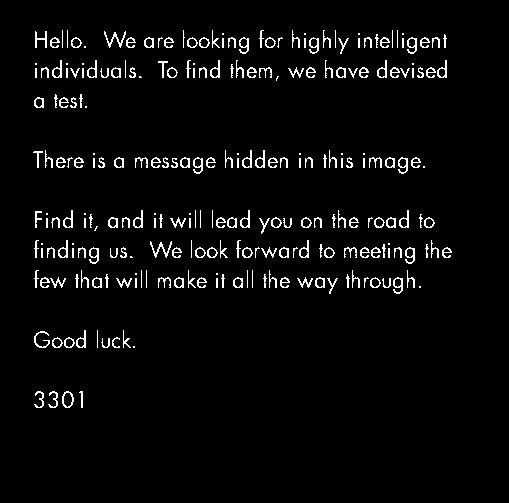 Hello.  We are looking for highly intelligent
individuals.  To find them, we have devised
a test.
There is a message hidden in this image.
Find it, and it will lead you on the road to
finding us.  We look forward to meeting the
few that will make it all the way through.
Good luck.
3301